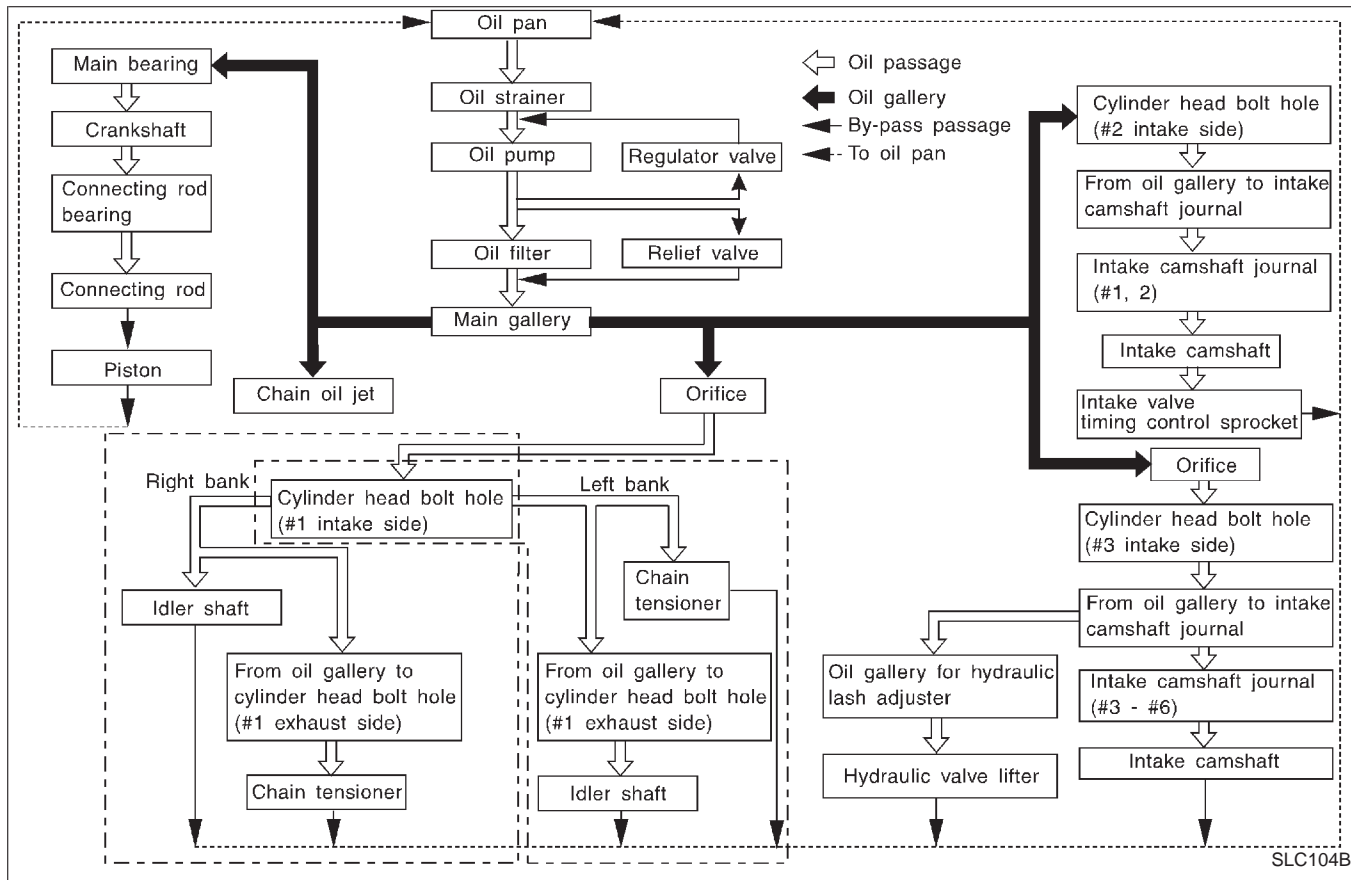 Oil pan
Main bearing
Oil strainer
Crankshaft
Oil pump
Regulator valve
Connecting rod
bearing
Oil filter
Relief valve
Connecting rod
Main gallery
Piston
Chain oil jet
Orifice
Oil passage
Oil gallery
By-pass passage
To oil pan
Cylinder head bolt hole
(#2 intake side)
From oil gallery to intake
camshaft journal
Intake camshaft journal
(#1, 2)
Intake camshaft
Intake valve
timing control sprocket
Orifice
Cylinder head bolt hole
(#3 intake side)
From oil gallery to intake
camshaft journal
Intake camshaft journal
(#3 - #6)
Intake camshaft
Oil gallery for hydraulic
lash adjuster
Hydraulic valve lifter
Right bank
Cylinder head bolt hole
(#1 intake side)
Left bank
Idler shaft
From oil gallery to
cylinder head bolt hole
(#1 exhaust side)
Chain tensioner
Chain
tensioner
From oil gallery to
cylinder head bolt hole
(#1 exhaust side)
Idler shaft
SLC104B